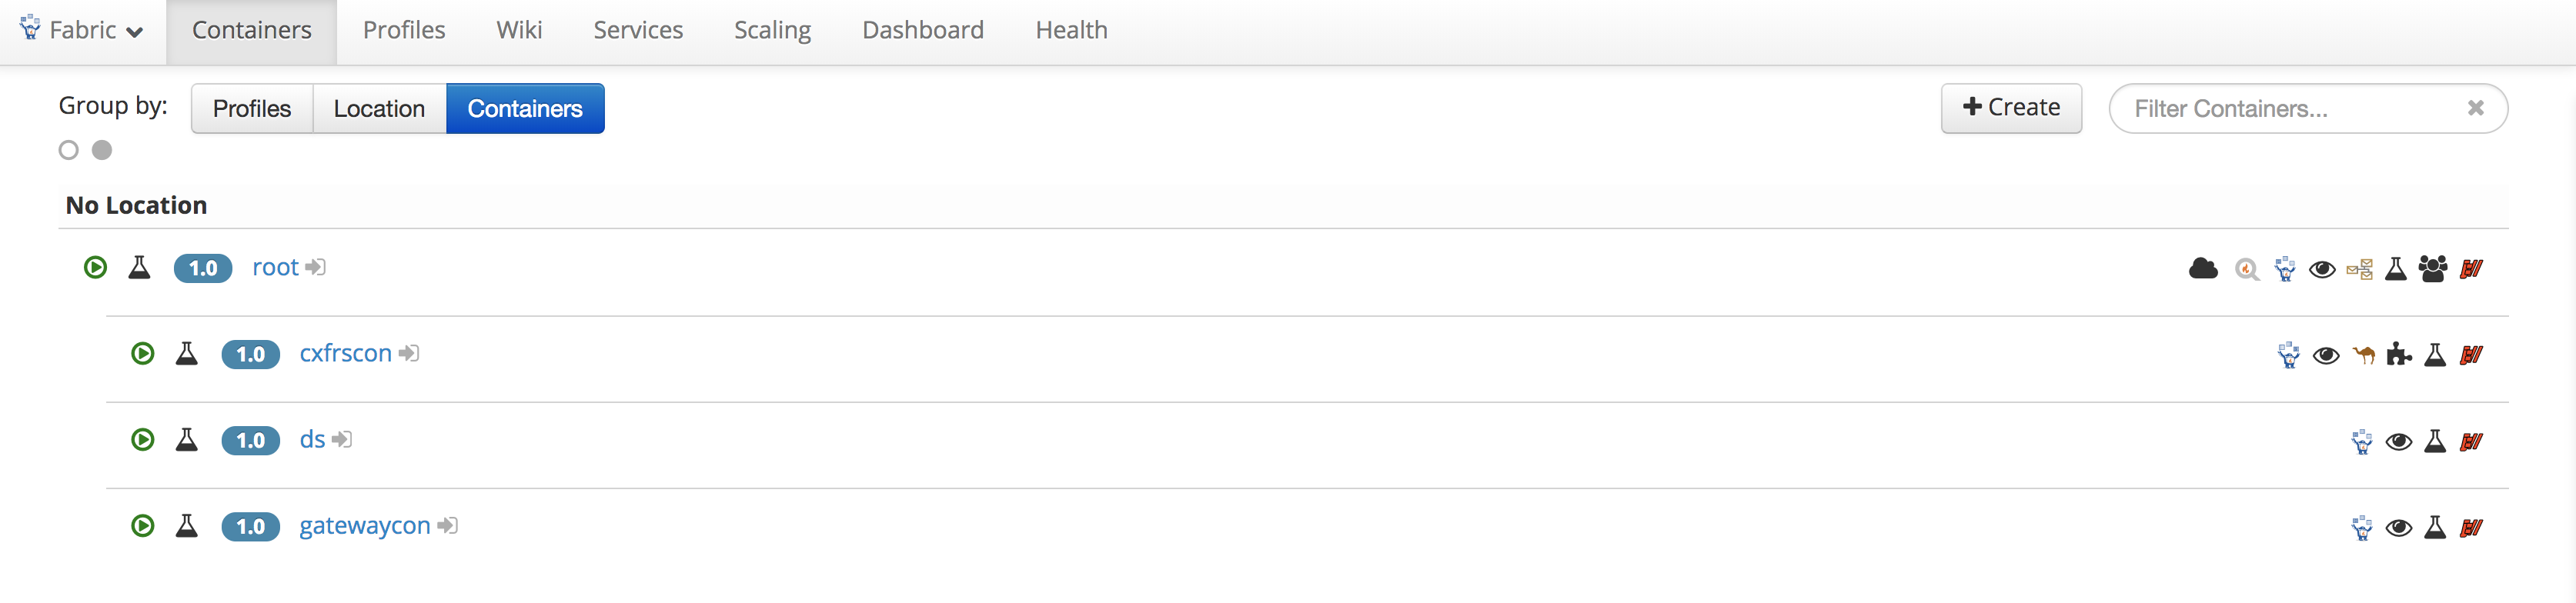 Fabric Containers Profiles Wiki Services Scaling Dashboard Health
Group by: Profiles Location Containers Create Filter Containers...
No Location
1.0 root
1.0 cxfrscon
1.0 ds
1.0 gatewaycon